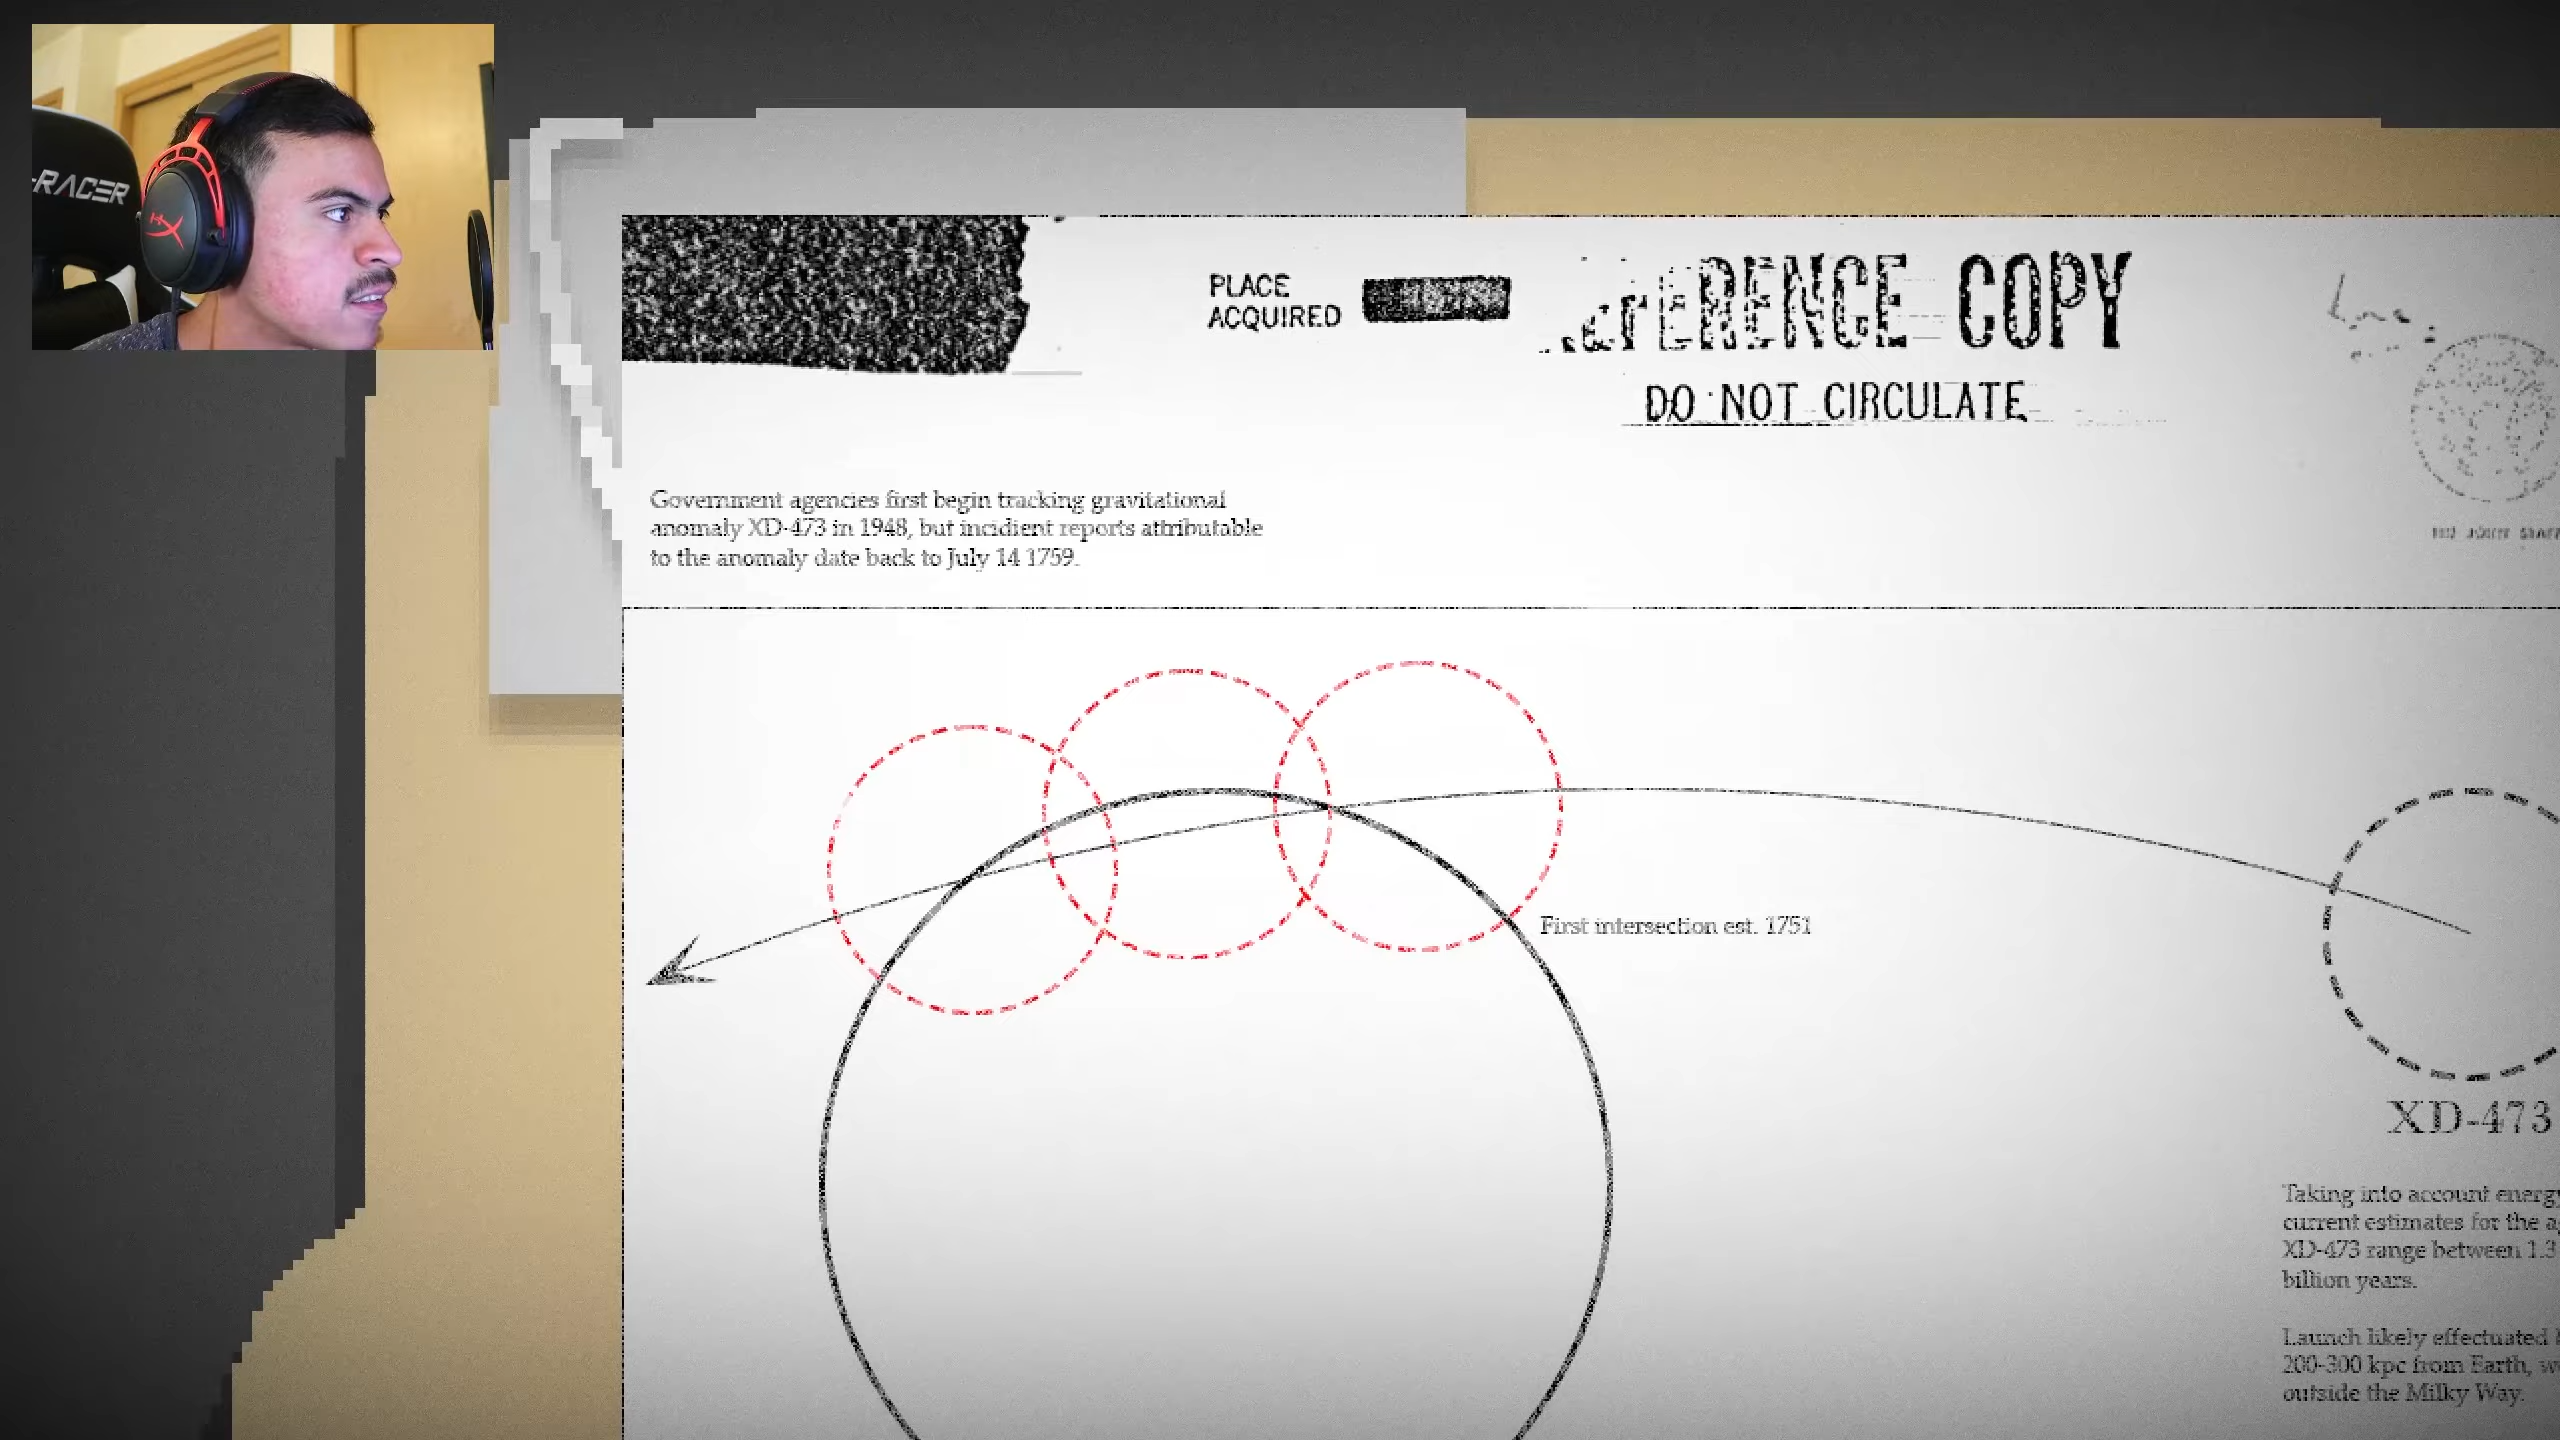 -RACER
PLACE
ACQUIRED
REFERENCE COPY
DO NOT CIRCULATE
Government agencies first begin tracking gravitational
anomaly XD-473 in 1948, but incidient reports attributable
to the anomaly date back to July 14 1759.
First intersection est. 1751
XD-473
Taking into account energy
current estimates for the
XD-473 range between 1.3
billion years.
Launch likely effectuated
200-300 kpc from Earth,
outside the Milky Way.